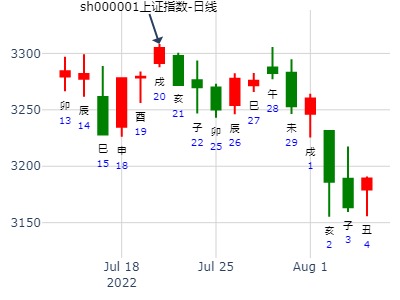 sh000001上证指数-日线
3300
3250
3200
3150
卯
13
辰
14
巳
15
申
18
酉
19
戌
20
亥
21
子
22
卯
25
辰
26
巳
27
午
28
未
29
戌
1
亥
2
子
3
丑
4
Jul 18
2022
Jul 25
Aug 1